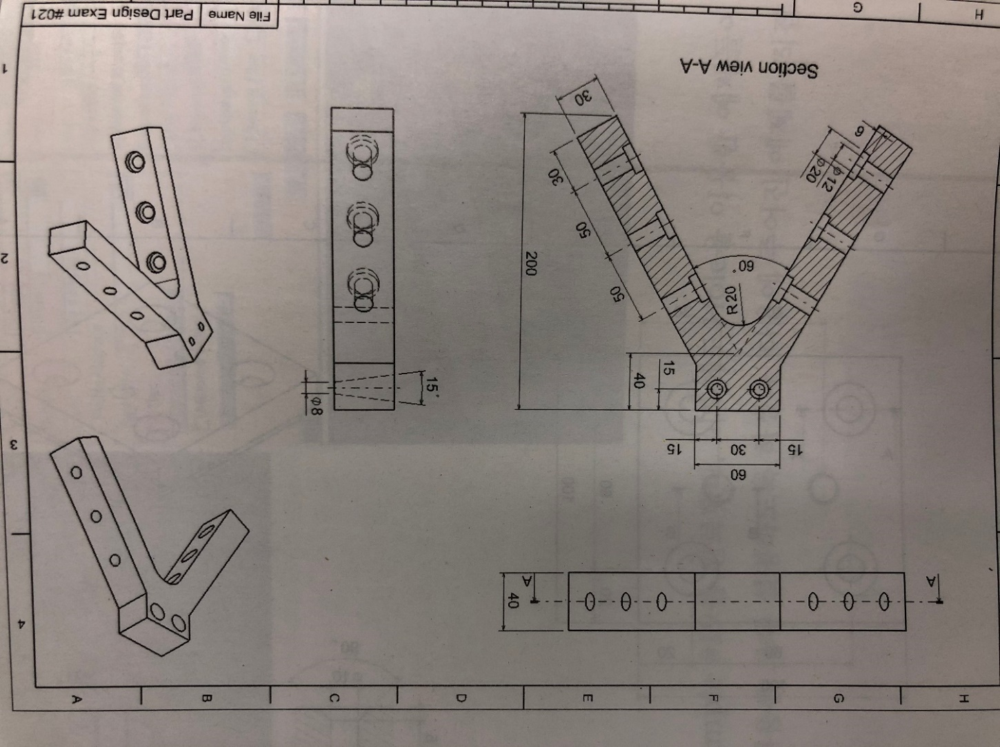 H G F E D C B A
4
A A
40
60
15 30 15
15
40
200
R20
60°
50
50
30
30
φ12
φ20
6
φ8
15°
3
2
1
Section view A-A
H G
File Name Part Design Exam #021